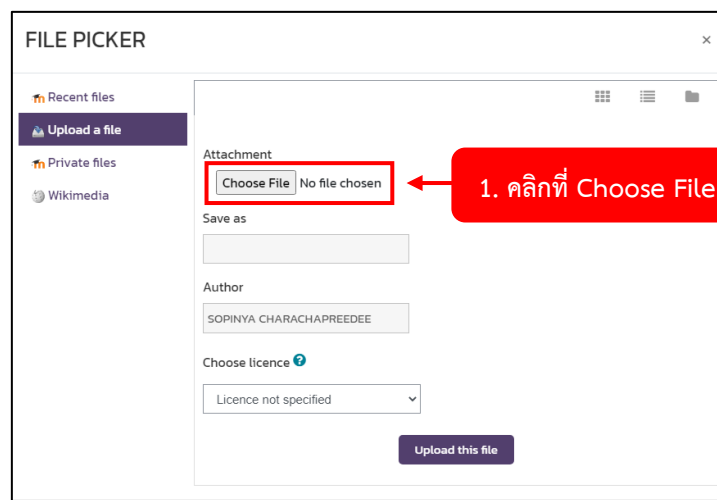 FILE PICKER
×
Recent files
Upload a file
Private files
Wikimedia
Attachment
Choose File No file chosen
1. คลิกที่ Choose File
Save as
Author
SOPINYA CHARACHAPREEDEE
Choose licence ?
Licence not specified
Upload this file